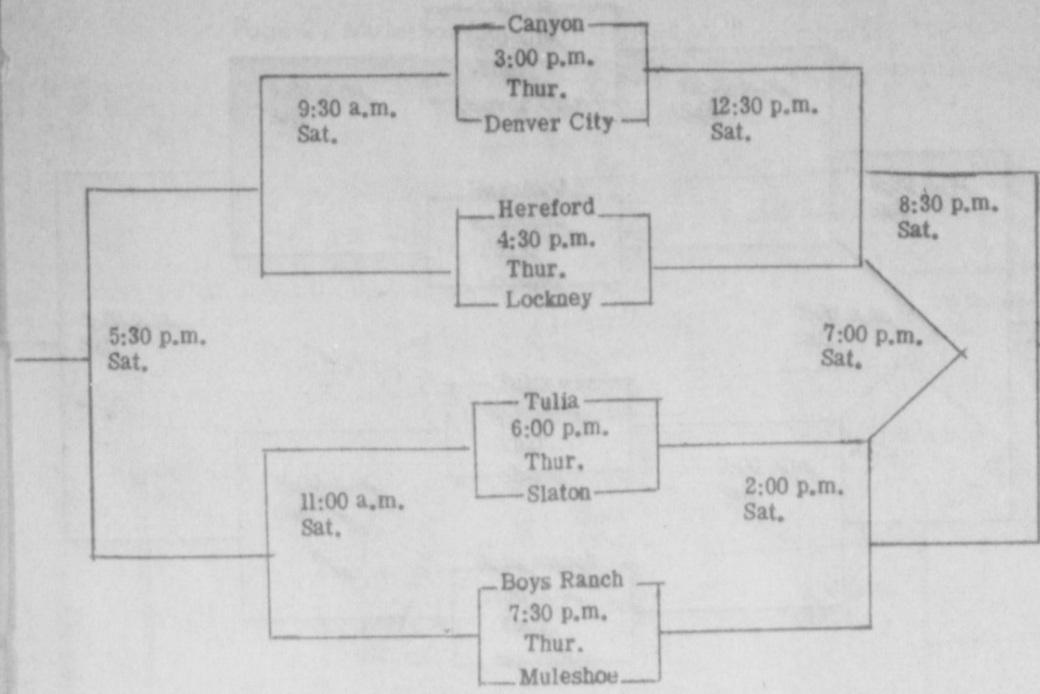 Canyon
3:00 p.m.
Thur.
Denver City
9:30 a.m.
Sat.
12:30 p.m.
Sat.
Hereford
4:30 p.m.
Thur.
Lockney
8:30 p.m.
Sat.
5:30 p.m.
Sat.
7:00 p.m.
Sat.
Tulia
6:00 p.m.
Thur.
Slaton
11:00 a.m.
Sat.
2:00 p.m.
Sat.
Boys Ranch
7:30 p.m.
Thur.
Muleshoe